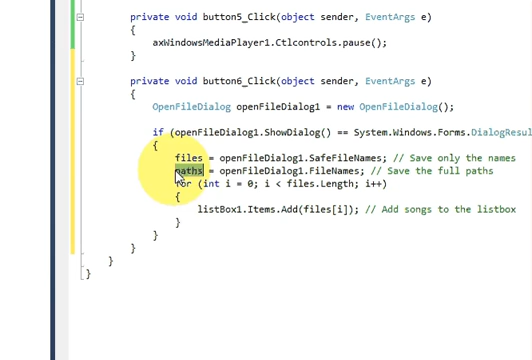 private void button5_Click(object sender, EventArgs e)
{
axWindowsMediaPlayer1.Ctlcontrols.pause();
}
private void button6_Click(object sender, EventArgs e)
{
OpenFileDialog openFileDialog1 = new OpenFileDialog();
if (openFileDialog1.ShowDialog() == System.Windows.Forms.DialogResul
{
files = openFileDialog1.SafeFileNames; // Save only the names
paths = openFileDialog1.FileNames; // Save the full paths
for (int i = 0; i < files.Length; i++)
{
listBox1.Items.Add(files[i]); // Add songs to the listbox
}
}
}
}
}